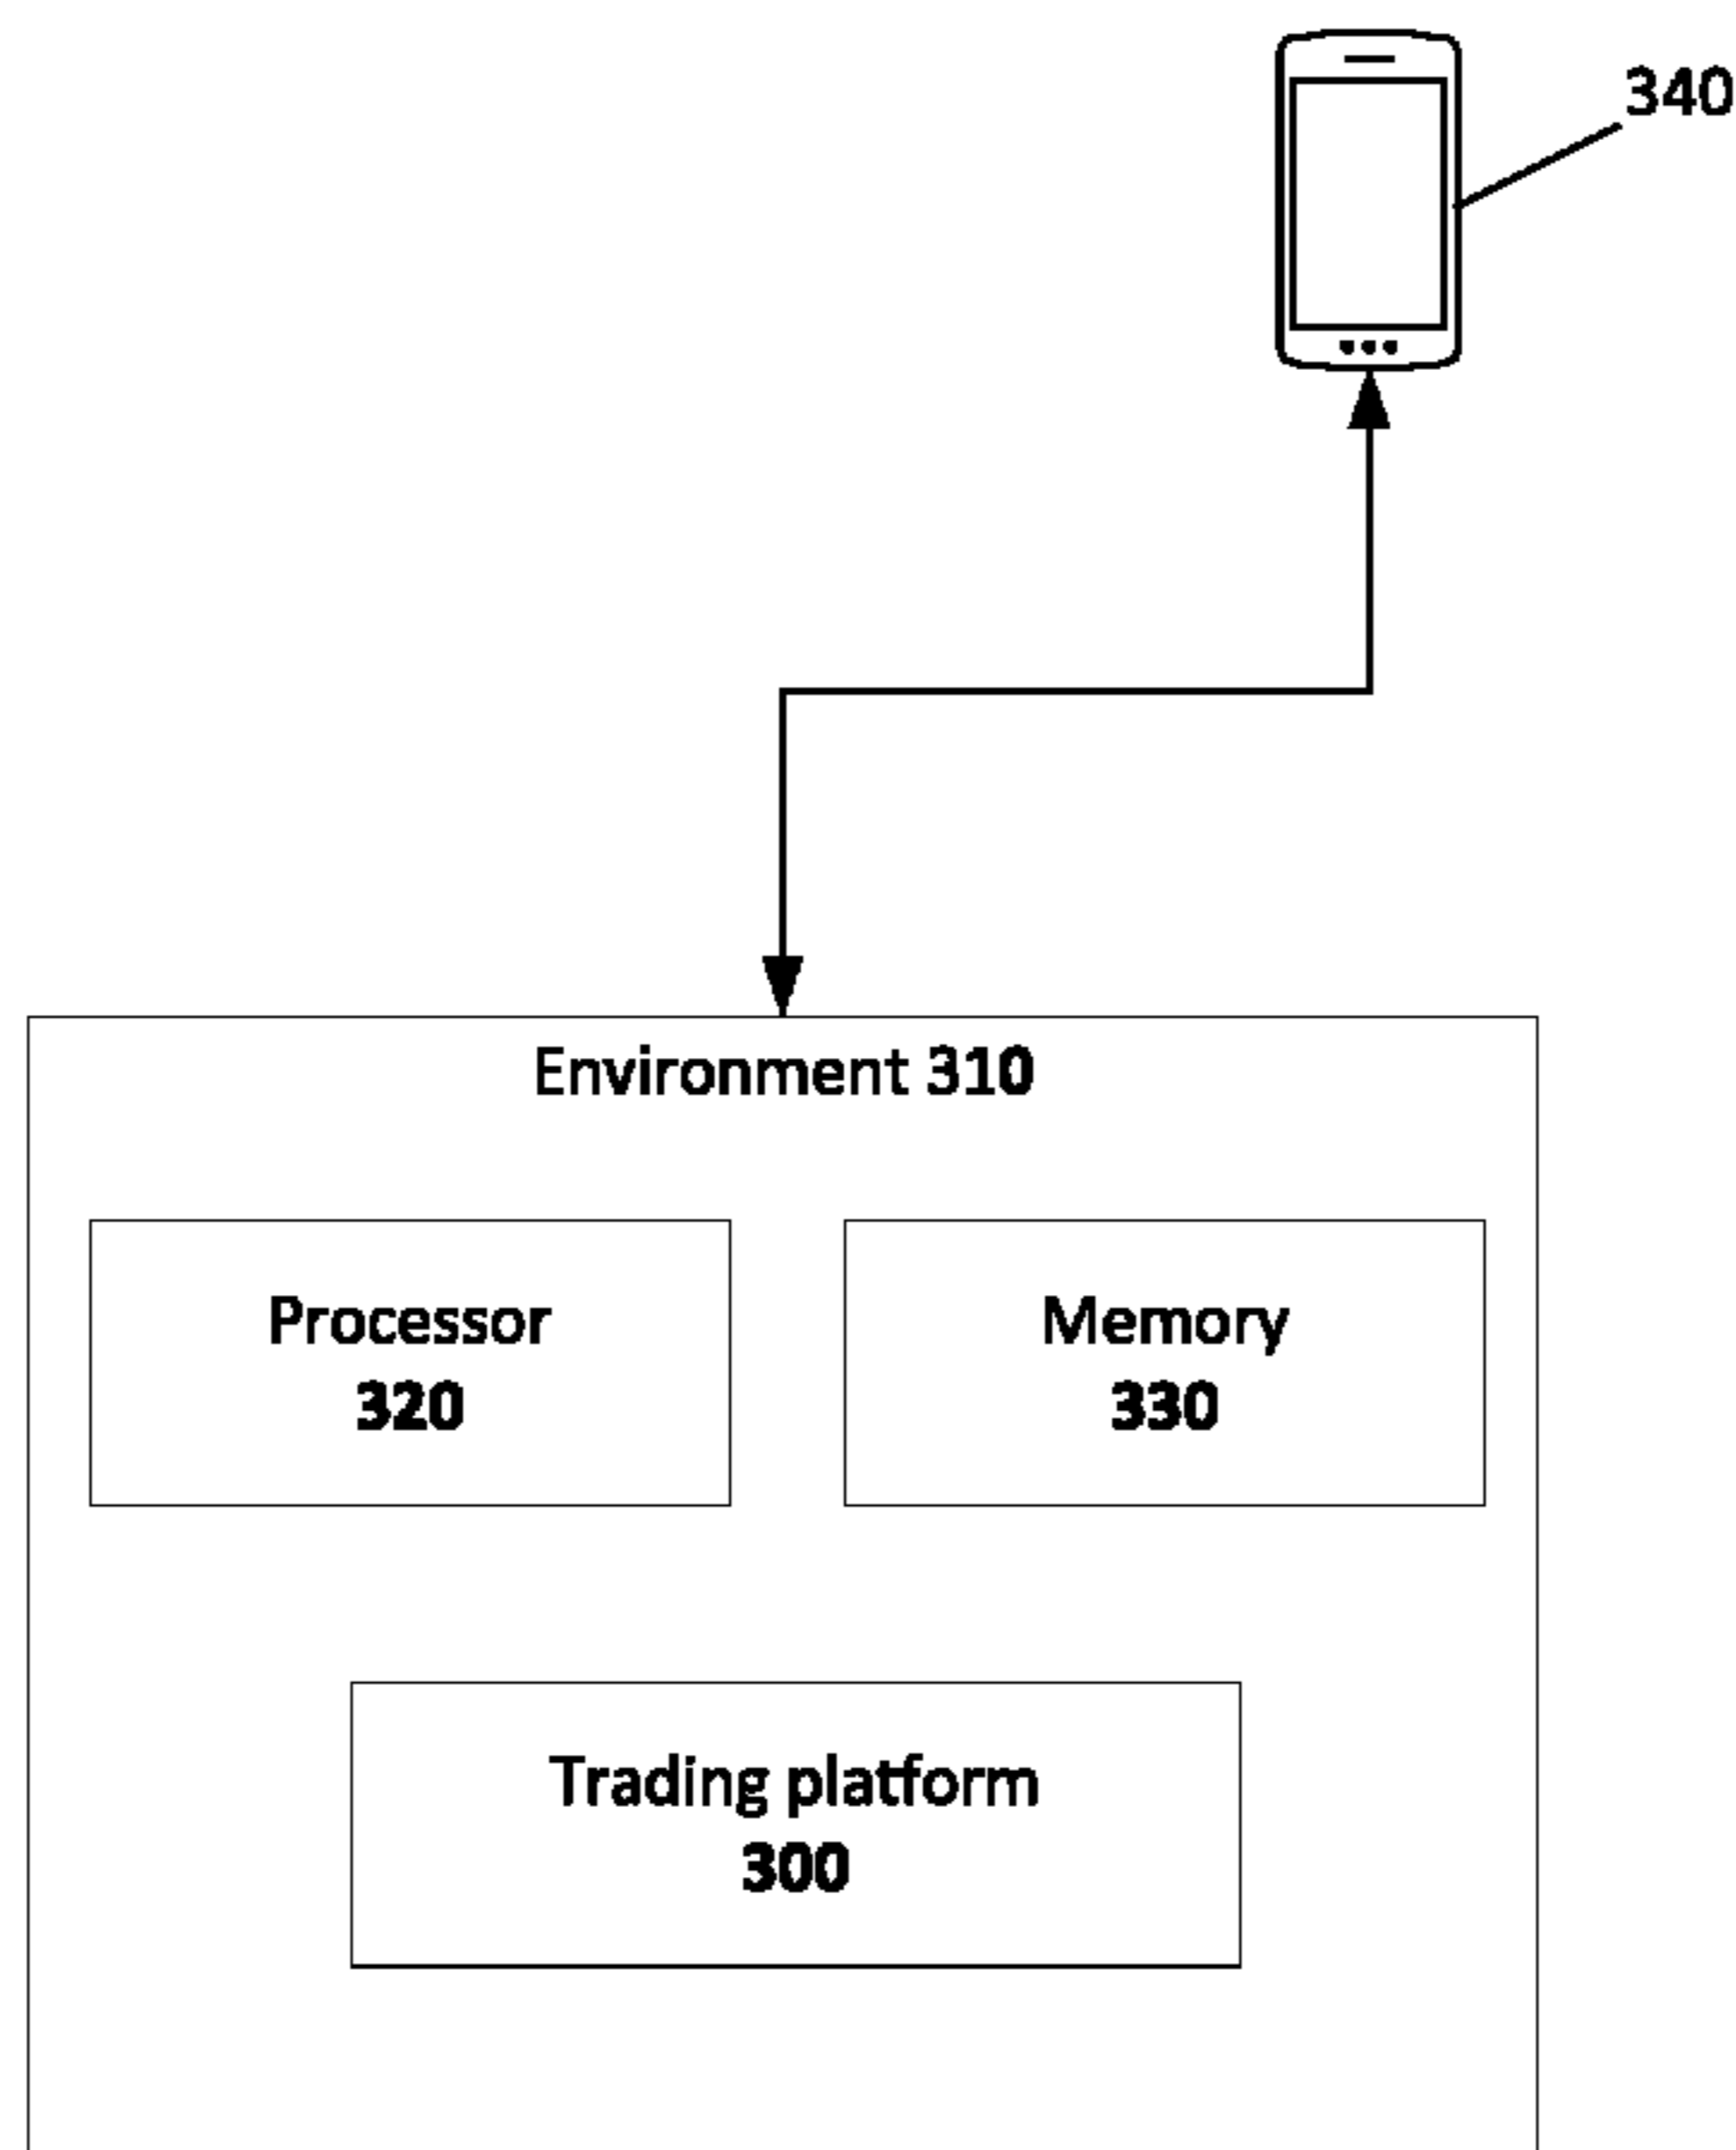 340
Environment 310
Processor
320
Memory
330
Trading platform
300